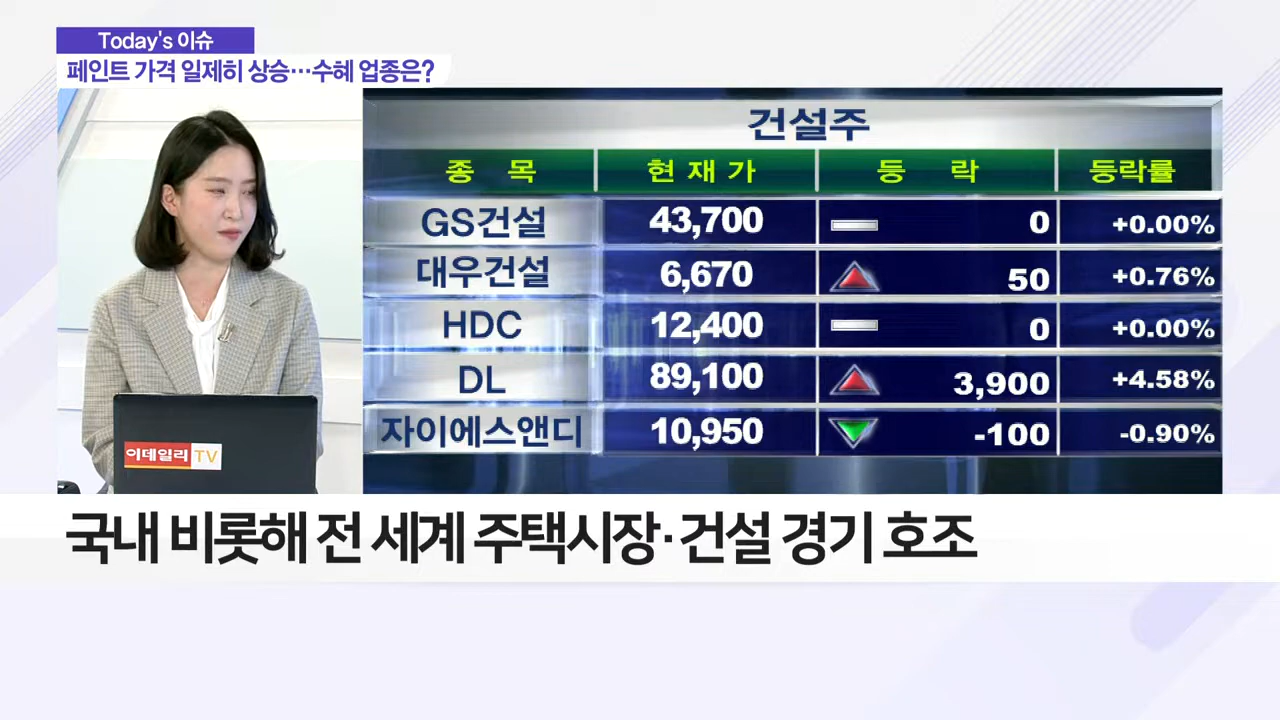 Today's 이슈
페인트 가격 일제히 상승…수혜 업종은?
건설주
종 목 현재가 등 락 등락률
GS건설 43,700 0 +0.00%
대우건설 6,670 50 +0.76%
HDC 12,400 0 +0.00%
DL 89,100 3,900 +4.58%
자이에스앤디 10,950 -100 -0.90%
이데일리TV
국내 비롯해 전 세계 주택시장·건설 경기 호조